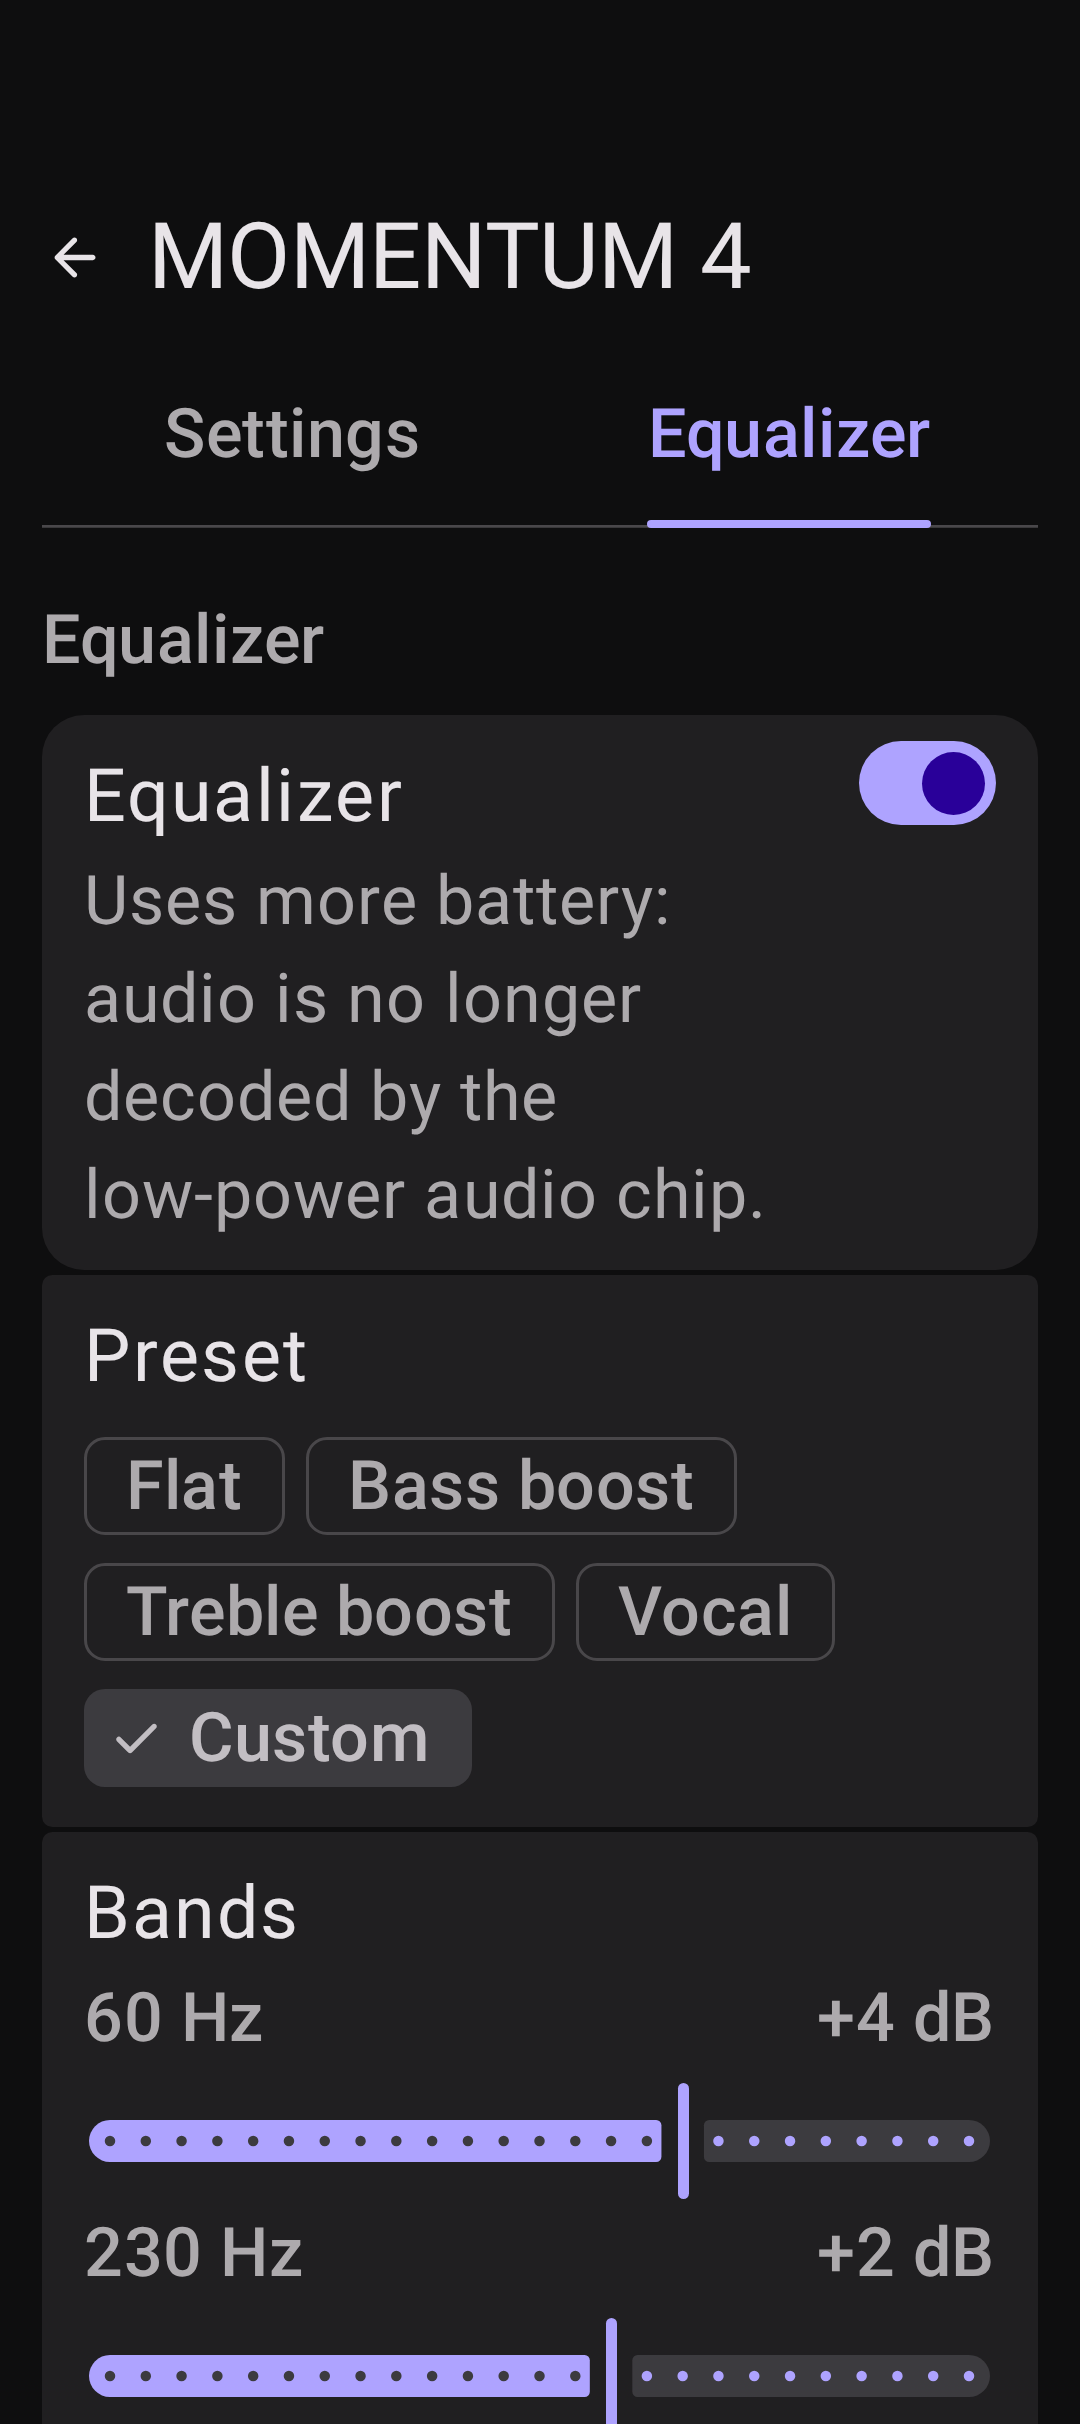 MOMENTUM 4
Settings
Equalizer
Equalizer
Equalizer
Uses more battery:
audio is no longer
decoded by the
low-power audio chip.
Preset
Flat
Bass boost
Treble boost
Vocal
Custom
Bands
60 Hz
+4 dB
230 Hz
+2 dB